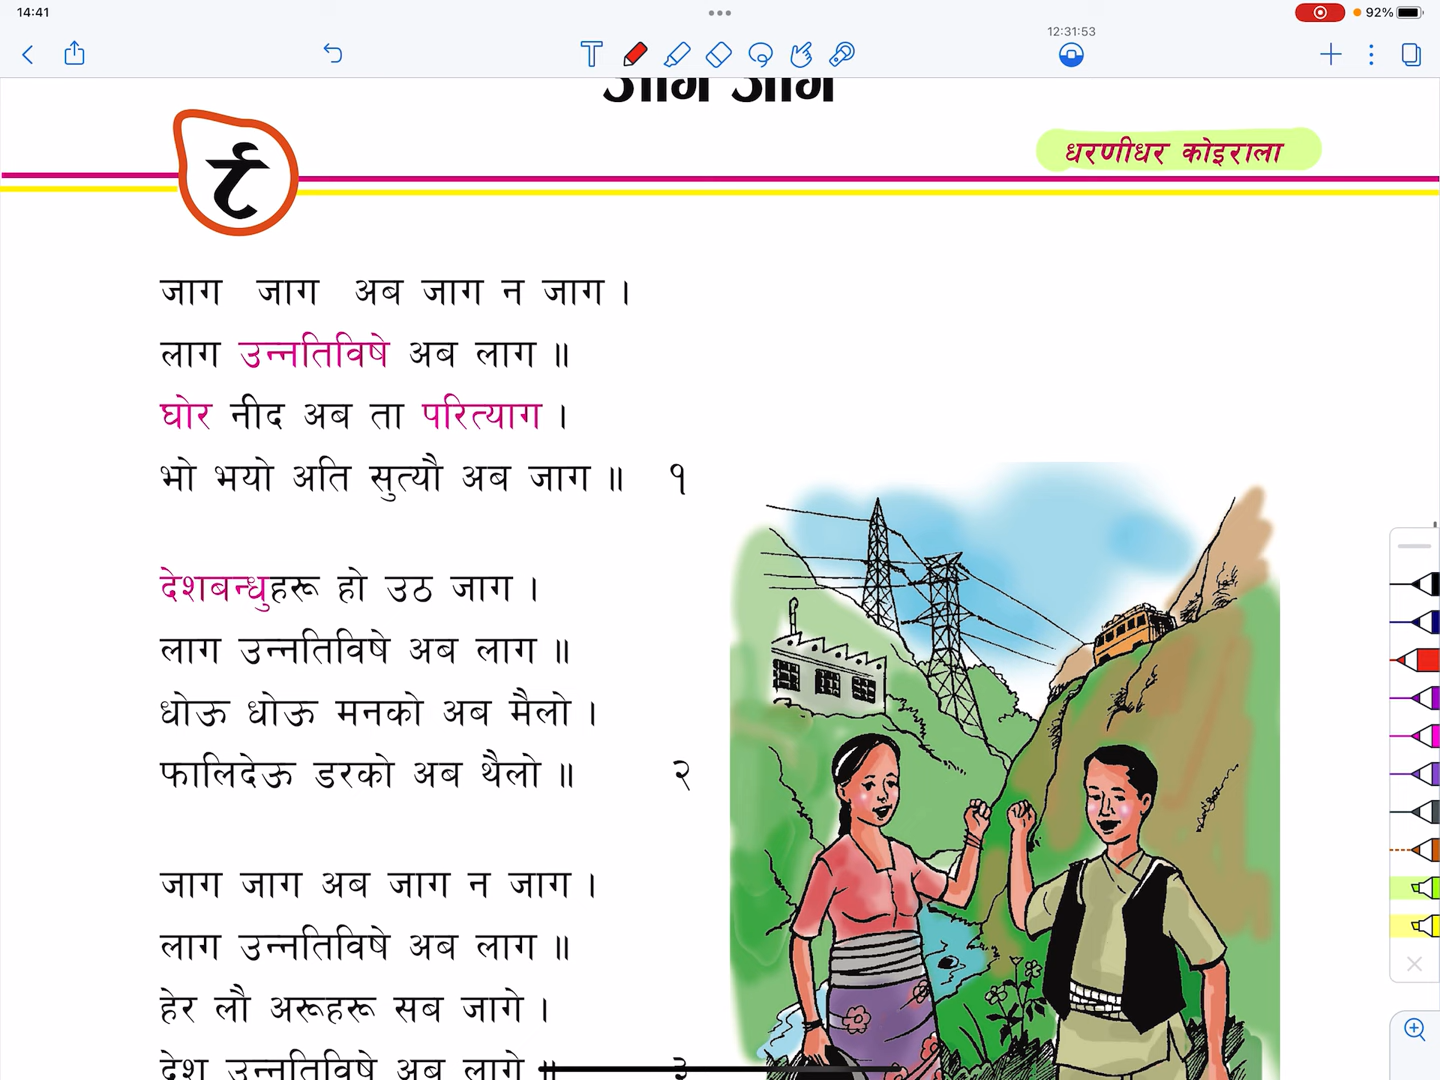 14:41
92%
12:31:53
जाग जाग
१
धरणीधर कोइराला
जाग जाग अब जाग न जाग ।
लाग उन्नतिविषे अब लाग ॥
घोर नीद अब ता परित्याग ।
भो भयो अति सुत्यौ अब जाग ॥ १
देशबन्धुहरू हो उठ जाग ।
लाग उन्नतिविषे अब लाग ॥
धोऊ धोऊ मनको अब मैलो ।
फालिदेऊ डरको अब थैलो ॥ २
जाग जाग अब जाग न जाग ।
लाग उन्नतिविषे अब लाग ॥
हेर लौ अरूहरू सब जागे ।
देश उन्नतिविषे अब लागे ॥ ३